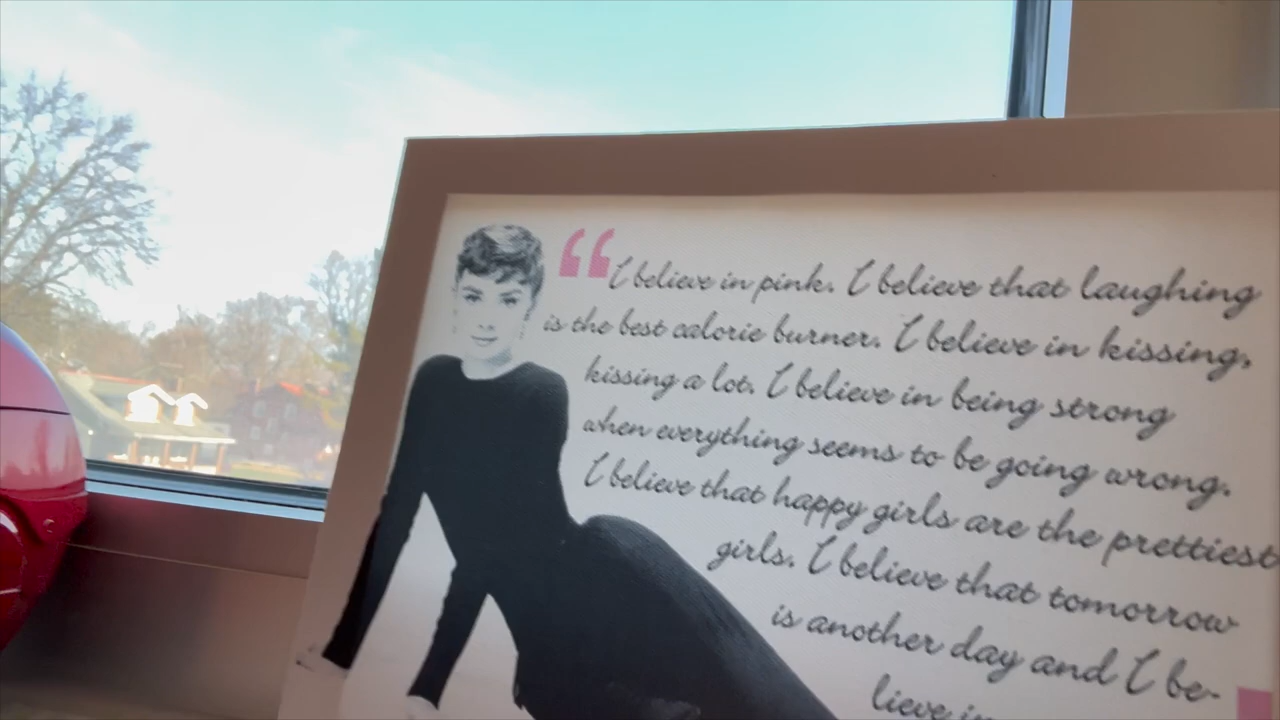 “I believe in pink. I believe that laughing
is the best calorie burner. I believe in kissing,
kissing a lot. I believe in being strong
when everything seems to be going wrong.
I believe that happy girls are the prettiest
girls. I believe that tomorrow
is another day and I be-
lieve in